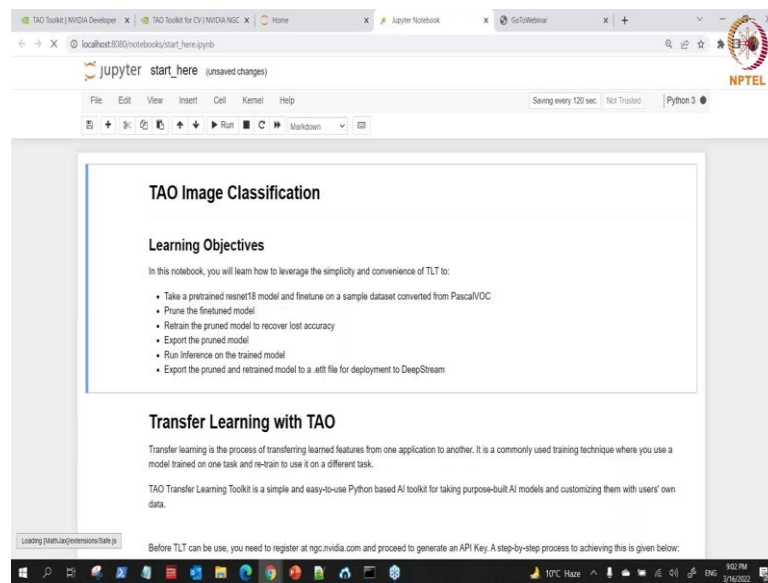 TAO Toolkit | NVIDIA Developer
TAO Toolkit for CV | NVIDIA NGC
Home
Jupyter Notebook
GoToWebinar
localhost:8080/notebooks/start_here.ipynb
NPTEL
jupyter start_here (unsaved changes)
File Edit View Insert Cell Kernel Help
Saving every 120 sec. Not Trusted Python 3
Run Markdown
TAO Image Classification
Learning Objectives
In this notebook, you will learn how to leverage the simplicity and convenience of TLT to:
• Take a pretrained resnet18 model and finetune on a sample dataset converted from PascalVOC
• Prune the finetuned model
• Retrain the pruned model to recover lost accuracy
• Export the pruned model
• Run Inference on the trained model
• Export the pruned and retrained model to a .etlt file for deployment to DeepStream
Transfer Learning with TAO
Transfer learning is the process of transferring learned features from one application to another. It is a commonly used training technique where you use a
model trained on one task and re-train to use it on a different task.
TAO Transfer Learning Toolkit is a simple and easy-to-use Python based AI toolkit for taking purpose-built AI models and customizing them with users' own
data.
Before TLT can be use, you need to register at ngc.nvidia.com and proceed to generate an API Key. A step-by-step process to achieving this is given below:
Loading [MathJax]/extensions/Safe.js
10°C Haze
ENG
9:02 PM
3/16/2022